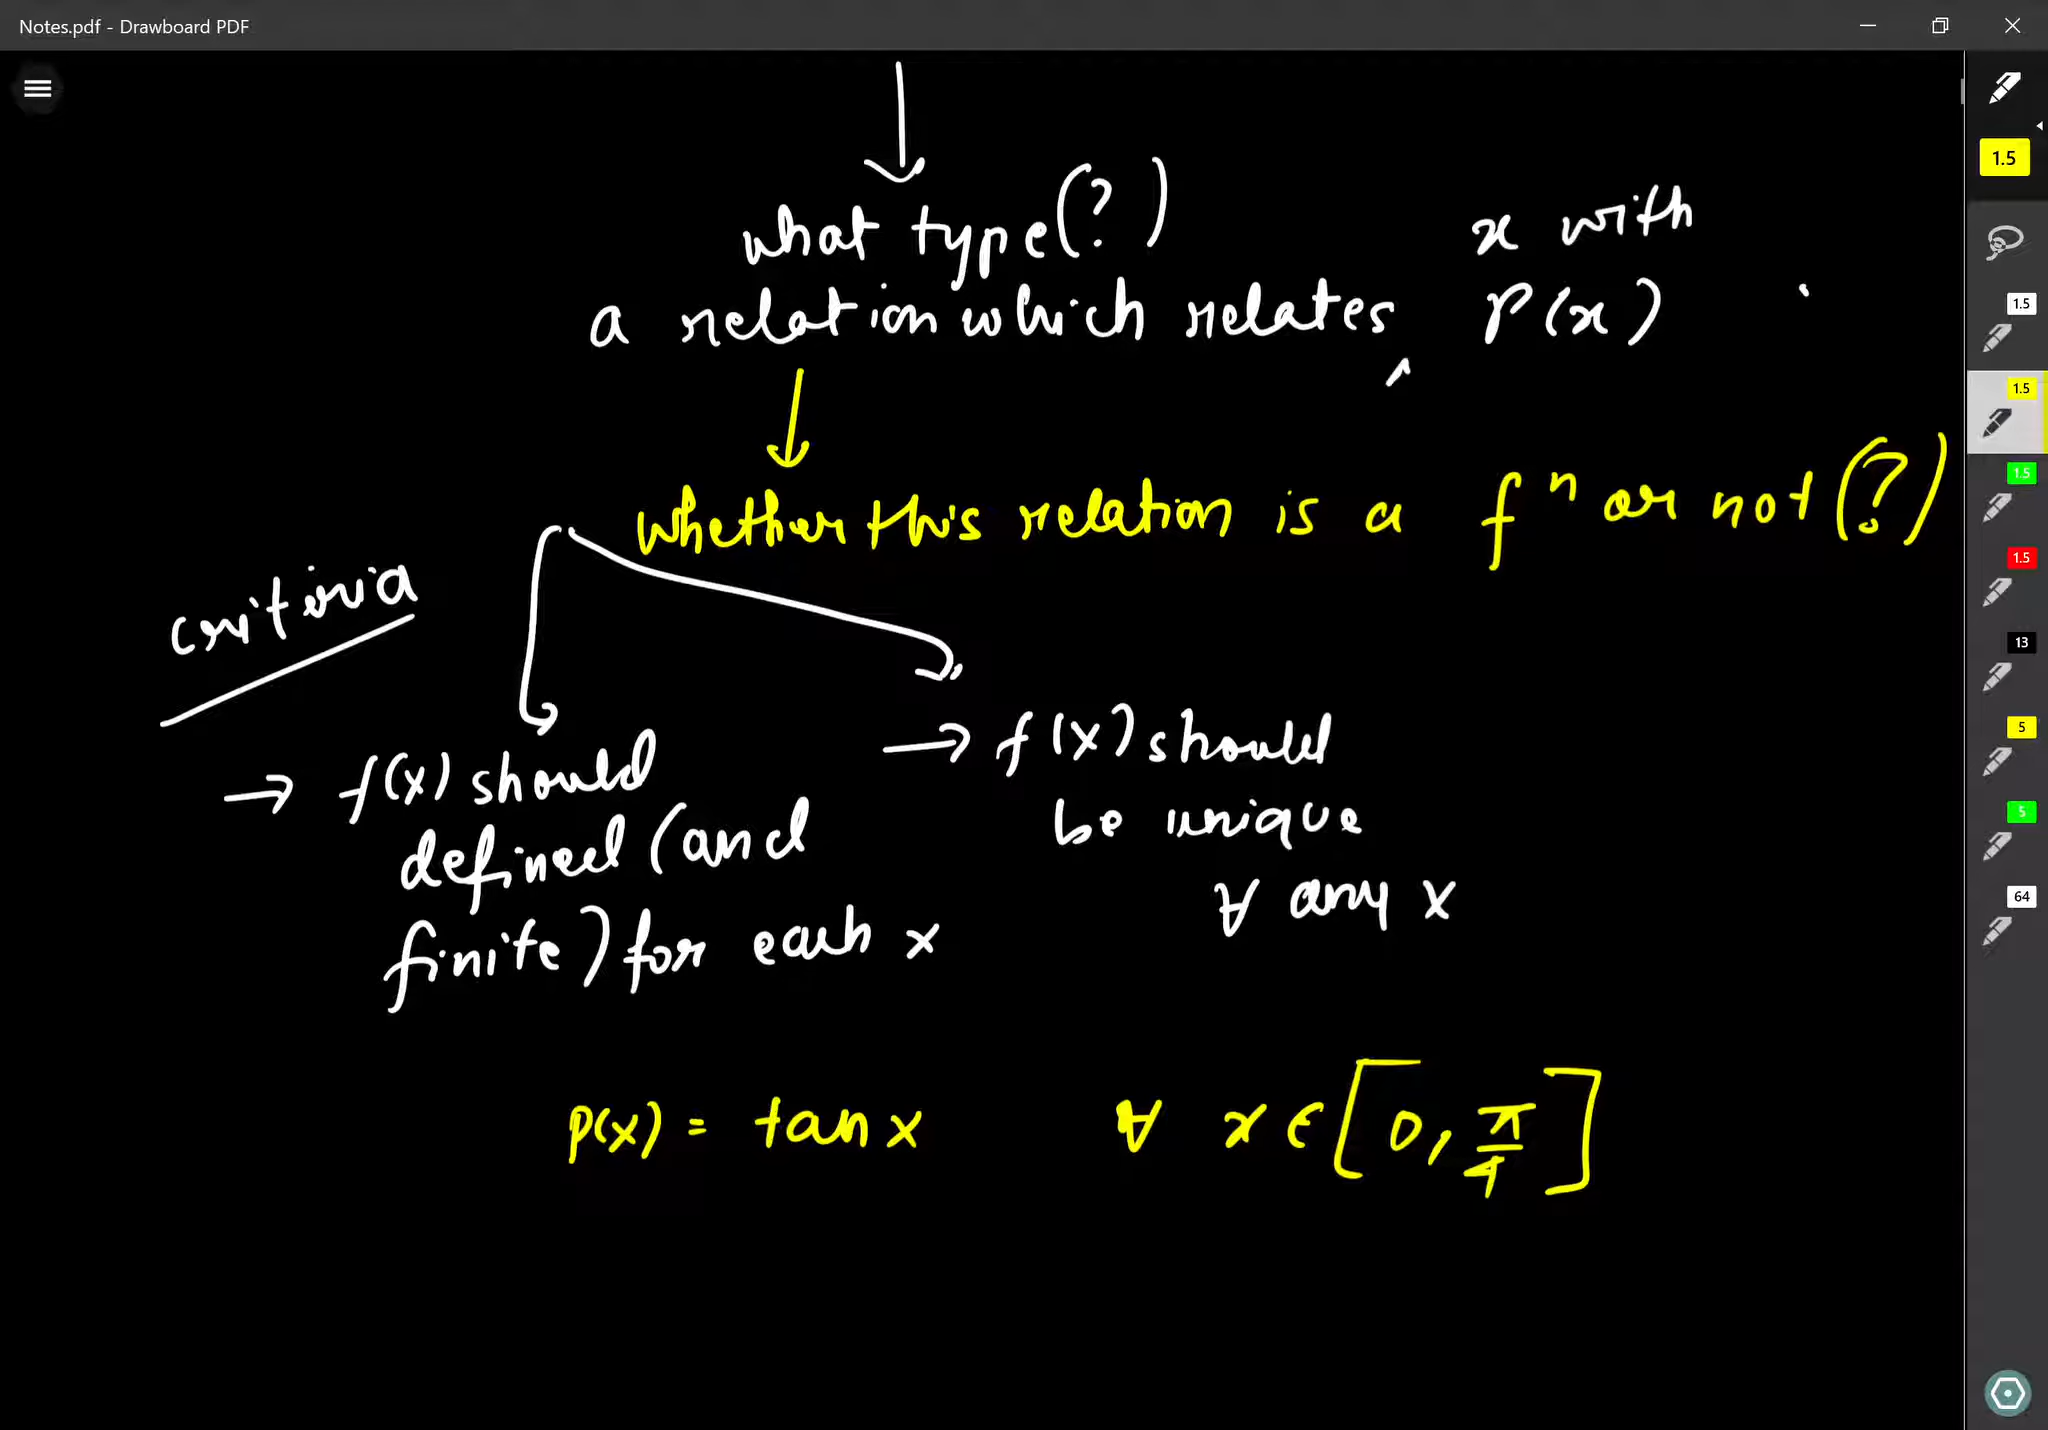 Notes.pdf - Drawboard PDF
what type(?)
x with
a relation which relates P(x)
whether this relation is a fⁿ or not (?)
criteria
→ f(x) should
defined (and
finite) for each x
→ f(x) should
be unique
∀ any x
P(x) = tan x ∀ x ∈ [0, π/4]
1.5
1.5
1.5
1.5
1.5
13
5
5
64